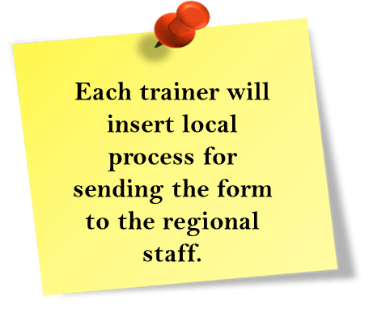 Each trainer will
insert local
process for
sending the form
to the regional
staff.